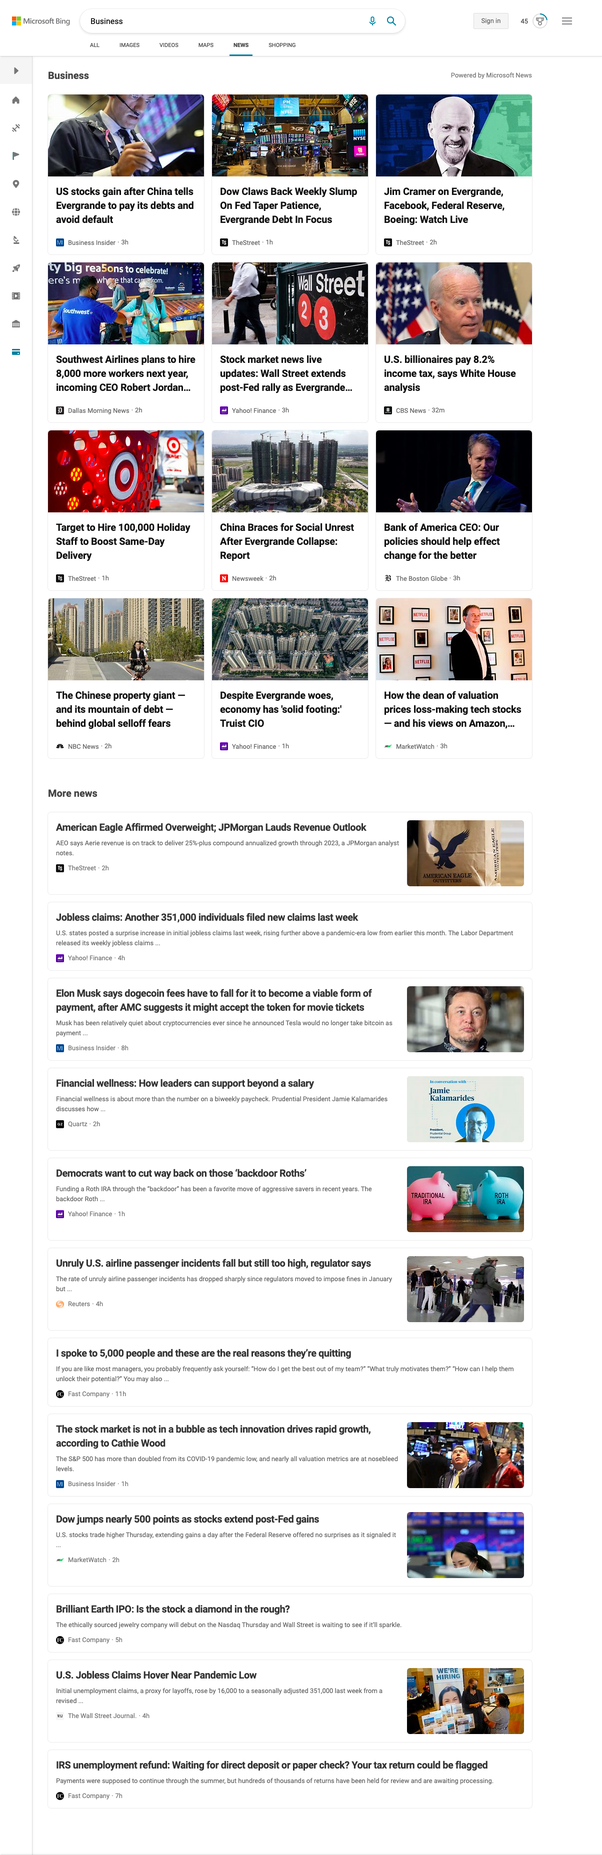 Microsoft Bing
Business
Sign in
45
ALL
IMAGES
VIDEOS
MAPS
NEWS
SHOPPING
Business
Powered by Microsoft News
US stocks gain after China tells
Evergrande to pay its debts and
avoid default
Business Insider · 3h
Dow Claws Back Weekly Slump
On Fed Taper Patience,
Evergrande Debt In Focus
TheStreet · 1h
Jim Cramer on Evergrande,
Facebook, Federal Reserve,
Boeing: Watch Live
TheStreet · 2h
ty big reasons to celebrate!
Southwest
Southwest Airlines plans to hire
8,000 more workers next year,
incoming CEO Robert Jordan...
Dallas Morning News · 2h
Wall Street
2 3
Stock market news live
updates: Wall Street extends
post-Fed rally as Evergrande...
Yahoo! Finance · 3h
U.S. billionaires pay 8.2%
income tax, says White House
analysis
CBS News · 32m
Target to Hire 100,000 Holiday
Staff to Boost Same-Day
Delivery
TheStreet · 1h
China Braces for Social Unrest
After Evergrande Collapse:
Report
Newsweek · 2h
Bank of America CEO: Our
policies should help effect
change for the better
The Boston Globe · 3h
The Chinese property giant —
and its mountain of debt —
behind global selloff fears
NBC News · 2h
Despite Evergrande woes,
economy has 'solid footing:'
Truist CIO
Yahoo! Finance · 1h
NETFLIX
How the dean of valuation
prices loss-making tech stocks
— and his views on Amazon,...
MarketWatch · 3h
More news
American Eagle Affirmed Overweight; JPMorgan Lauds Revenue Outlook
AEO says Aerie revenue is on track to deliver 25%-plus compound annualized growth through 2023, a JPMorgan analyst
notes.
TheStreet · 2h
AMERICAN EAGLE
OUTFITTERS
Jobless claims: Another 351,000 individuals filed new claims last week
U.S. states posted a surprise increase in initial jobless claims last week, rising further above a pandemic-era low from earlier this month. The Labor Department
released its weekly jobless claims ...
Yahoo! Finance · 4h
Elon Musk says dogecoin fees have to fall for it to become a viable form of
payment, after AMC suggests it might accept the token for movie tickets
Musk has been relatively quiet about cryptocurrencies ever since he announced Tesla would no longer take bitcoin as
payment ...
Business Insider · 8h
Financial wellness: How leaders can support beyond a salary
Financial wellness is about more than the number on a biweekly paycheck. Prudential President Jamie Kalamarides
discusses how ...
Quartz · 2h
In conversation with
Jamie
Kalamarides
Democrats want to cut way back on those 'backdoor Roths'
Funding a Roth IRA through the "backdoor" has been a favorite move of aggressive savers in recent years. The
backdoor Roth ...
Yahoo! Finance · 1h
TRADITIONAL
IRA
ROTH
IRA
Unruly U.S. airline passenger incidents fall but still too high, regulator says
The rate of unruly airline passenger incidents has dropped sharply since regulators moved to impose fines in January
but ...
Reuters · 4h
I spoke to 5,000 people and these are the real reasons they're quitting
If you are like most managers, you probably frequently ask yourself: "How do I get the best out of my team?" "What truly motivates them?" "How can I help them
unlock their potential?" You may also ...
Fast Company · 11h
The stock market is not in a bubble as tech innovation drives rapid growth,
according to Cathie Wood
The S&P 500 has more than doubled from its COVID-19 pandemic low, and nearly all valuation metrics are at nosebleed
levels.
Business Insider · 1h
Dow jumps nearly 500 points as stocks extend post-Fed gains
U.S. stocks trade higher Thursday, extending gains a day after the Federal Reserve offered no surprises as it signaled it
...
MarketWatch · 2h
Brilliant Earth IPO: Is the stock a diamond in the rough?
The ethically sourced jewelry company will debut on the Nasdaq Thursday and Wall Street is waiting to see if it'll sparkle.
Fast Company · 5h
U.S. Jobless Claims Hover Near Pandemic Low
Initial unemployment claims, a proxy for layoffs, rose by 16,000 to a seasonally adjusted 351,000 last week from a
revised ...
The Wall Street Journal. · 4h
WE'RE
HIRING
IRS unemployment refund: Waiting for direct deposit or paper check? Your tax return could be flagged
Payments were supposed to continue through the summer, but hundreds of thousands of returns have been held for review and are awaiting processing.
Fast Company · 7h